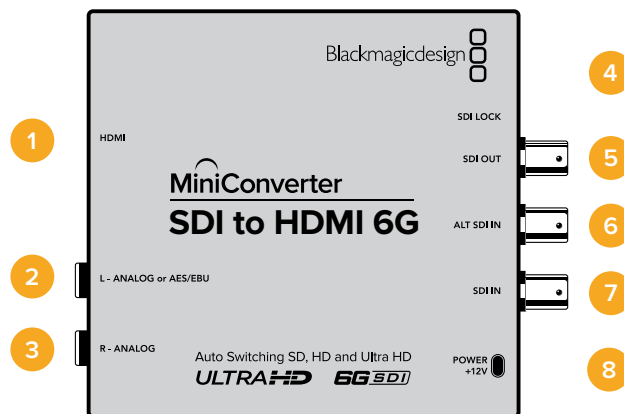 Blackmagicdesign
4
SDI LOCK
1
HDMI
SDI OUT
5
MiniConverter
SDI to HDMI 6G
ALT SDI IN
6
2
L - ANALOG or AES/EBU
SDI IN
7
3
R - ANALOG
Auto Switching SD, HD and Ultra HD
ULTRAHD 6G SDI
POWER
+12V
8